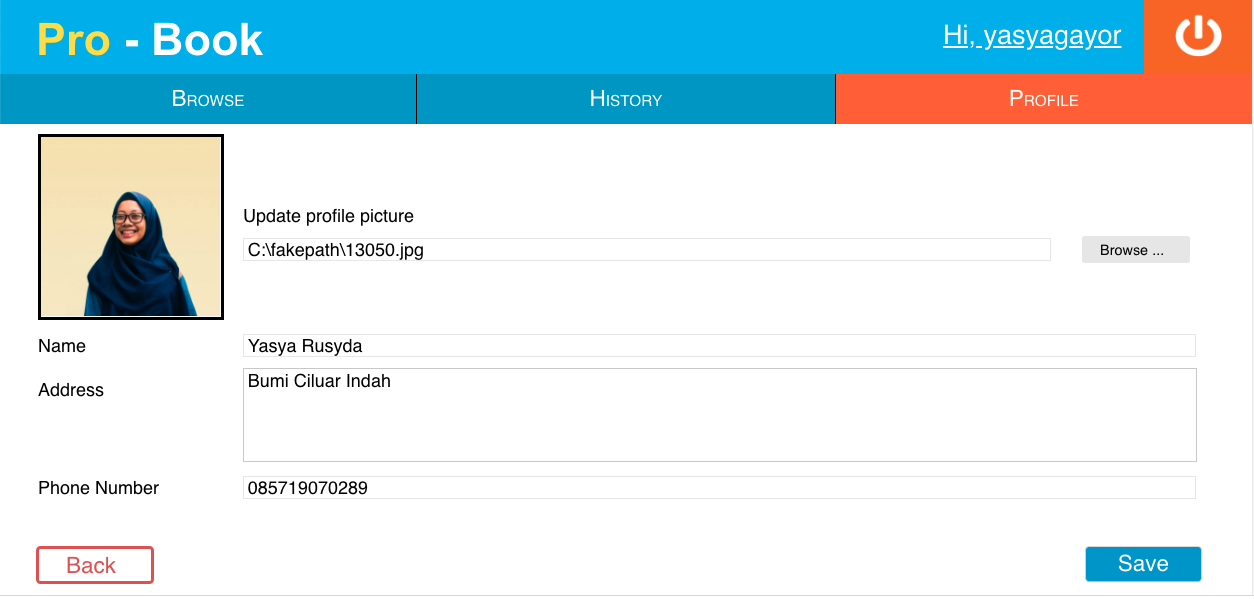 Pro - Book
Hi, yasyagayor
Browse
History
Profile
Update profile picture
C:\fakepath\13050.jpg
Browse ...
Name
Yasya Rusyda
Address
Bumi Ciluar Indah
Phone Number
085719070289
Back
Save